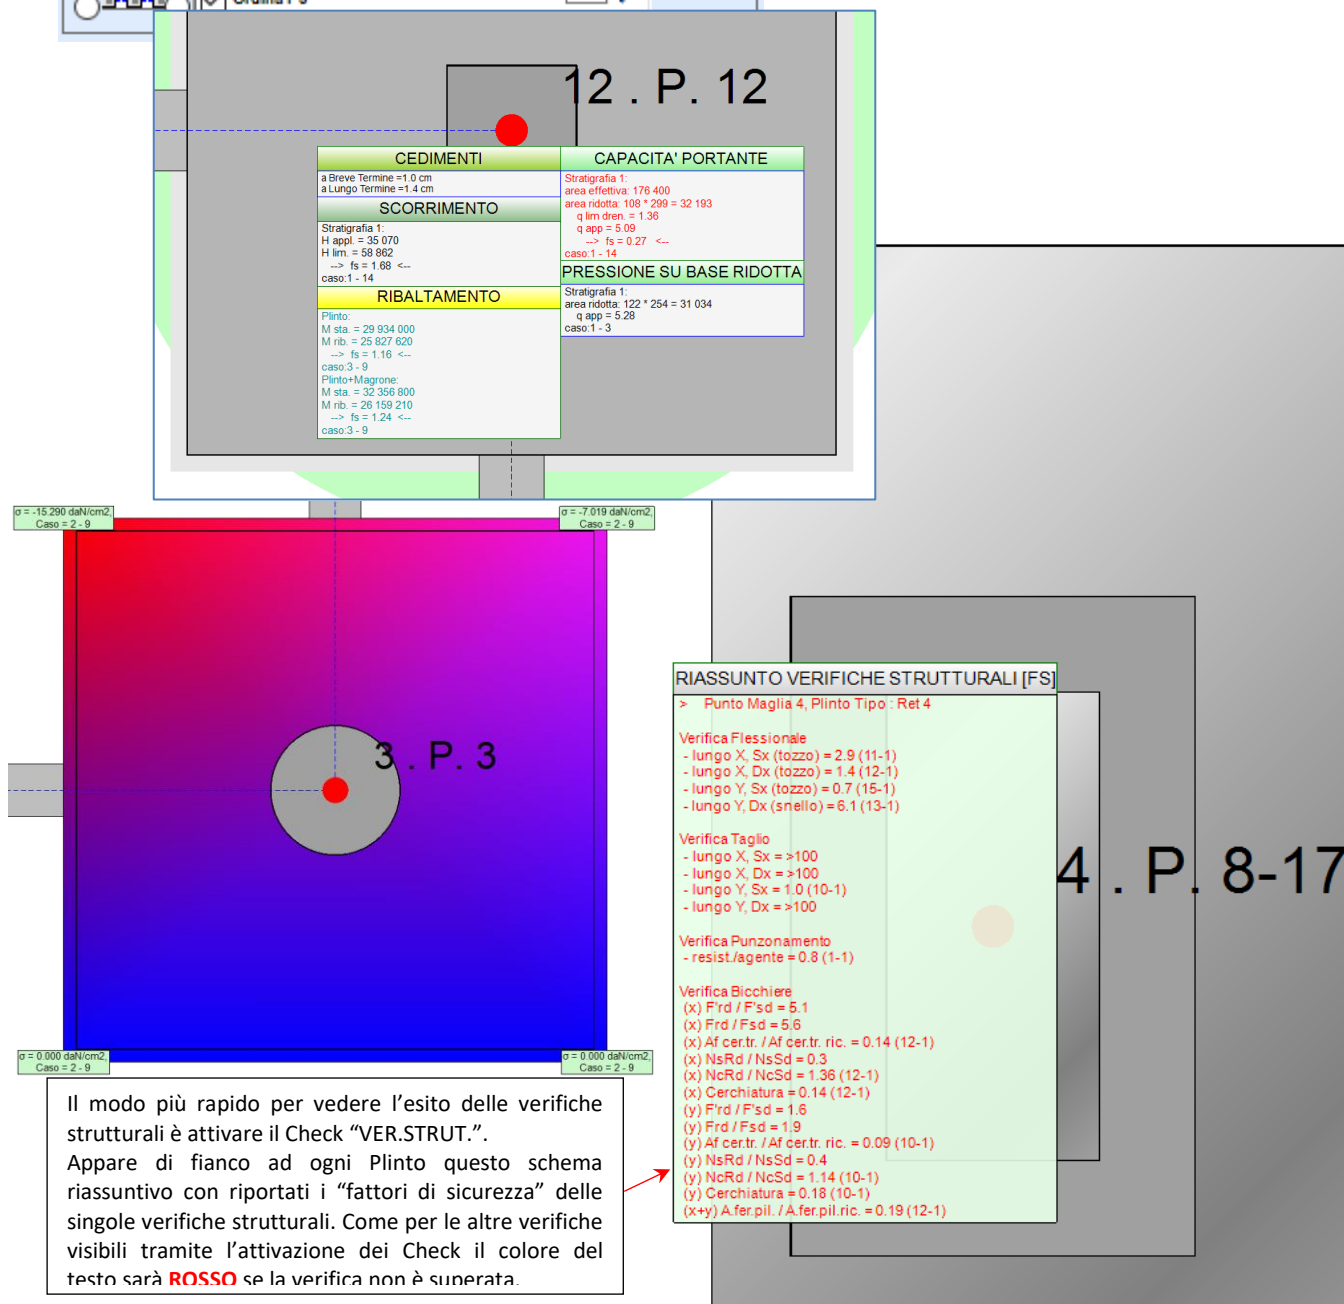 Ordina PS
12 . P. 12
CEDIMENTI
a Breve Termine =1.0 cm
a Lungo Termine =1.4 cm
SCORRIMENTO
Stratigrafia 1:
H appl. = 35 070
H lim. = 58 862
--> fs = 1.68 <--
caso:1 - 14
RIBALTAMENTO
Plinto:
M sta. = 29 934 000
M rib. = 25 827 620
--> fs = 1.16 <--
caso:3 - 9
Plinto+Magrone:
M sta. = 32 356 800
M rib. = 26 159 210
--> fs = 1.24 <--
caso:3 - 9
CAPACITA' PORTANTE
Stratigrafia 1:
area effettiva: 176 400
area ridotta: 108 * 299 = 32 193
q lim dren. = 1.36
q app = 5.09
--> fs = 0.27 <--
caso:1 - 14
PRESSIONE SU BASE RIDOTTA
Stratigrafia 1:
area ridotta: 122 * 254 = 31 034
q app = 5.28
caso:1 - 3
σ = -15.290 daN/cm2,
Caso = 2 - 9
σ = -7.019 daN/cm2,
Caso = 2 - 9
3 . P. 3
σ = 0.000 daN/cm2,
Caso = 2 - 9
σ = 0.000 daN/cm2,
Caso = 2 - 9
RIASSUNTO VERIFICHE STRUTTURALI [FS]
> Punto Maglia 4, Plinto Tipo : Ret 4
Verifica Flessionale
- lungo X, Sx (tozzo) = 2.9 (11-1)
- lungo X, Dx (tozzo) = 1.4 (12-1)
- lungo Y, Sx (tozzo) = 0.7 (15-1)
- lungo Y, Dx (snello) = 6.1 (13-1)
Verifica Taglio
- lungo X, Sx = >100
- lungo X, Dx = >100
- lungo Y, Sx = 1.0 (10-1)
- lungo Y, Dx = >100
Verifica Punzonamento
- resist./agente = 0.8 (1-1)
Verifica Bicchiere
(x) F'rd / F'sd = 5.1
(x) Frd / Fsd = 5.6
(x) Af cer.tr. / Af cer.tr. ric. = 0.14 (12-1)
(x) NsRd / NsSd = 0.3
(x) NcRd / NcSd = 1.36 (12-1)
(x) Cerchiatura = 0.14 (12-1)
(y) F'rd / F'sd = 1.6
(y) Frd / Fsd = 1.9
(y) Af cer.tr. / Af cer.tr. ric. = 0.09 (10-1)
(y) NsRd / NsSd = 0.4
(y) NcRd / NcSd = 1.14 (10-1)
(y) Cerchiatura = 0.18 (10-1)
(x+y) A.fer.pil. / A.fer.pil.ric. = 0.19 (12-1)
4 . P. 8-17
Il modo più rapido per vedere l’esito delle verifiche
strutturali è attivare il Check “VER.STRUT.”.
Appare di fianco ad ogni Plinto questo schema
riassuntivo con riportati i “fattori di sicurezza” delle
singole verifiche strutturali. Come per le altre verifiche
visibili tramite l’attivazione dei Check il colore del
testo sarà ROSSO se la verifica non è superata.